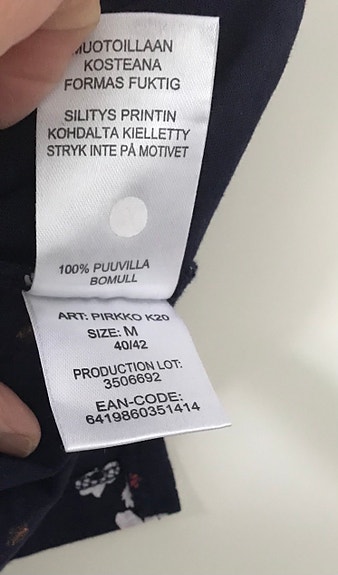 MUOTOILLAAN
KOSTEANA
FORMAS FUKTIG
SILITYS PRINTIN
KOHDALTA KIELLETTY
STRYK INTE PÅ MOTIVET
100% PUUVILLA
BOMULL
ART: PIRKKO K20
SIZE: M
40/42
PRODUCTION LOT:
3506692
EAN-CODE:
6419860351414